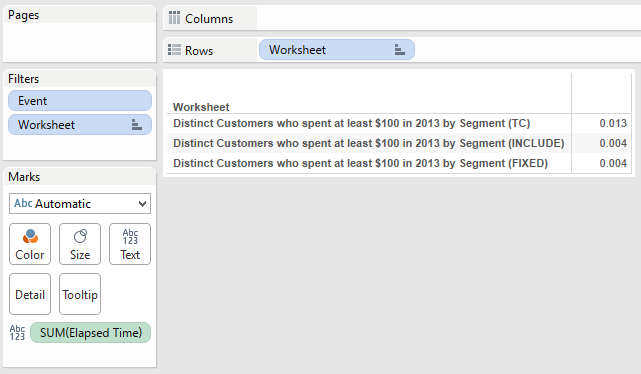 Pages
Columns
Rows
Worksheet
Filters
Event
Worksheet
Worksheet
Distinct Customers who spent at least $100 in 2013 by Segment (TC) 0.013
Distinct Customers who spent at least $100 in 2013 by Segment (INCLUDE) 0.004
Distinct Customers who spent at least $100 in 2013 by Segment (FIXED) 0.004
Marks
Abc Automatic
Abc
123
Color Size Text
Detail Tooltip
Abc
123
SUM(Elapsed Time)